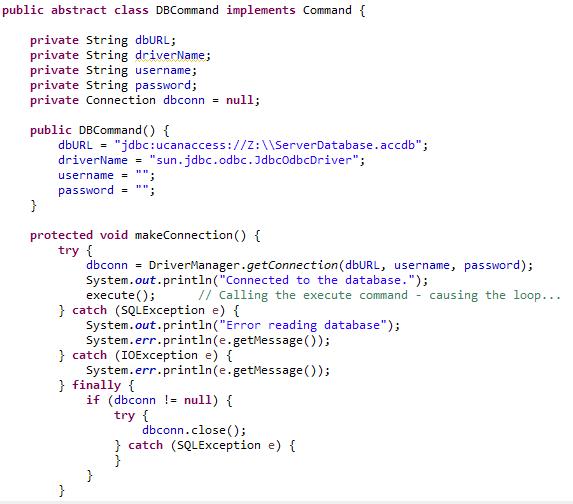 public abstract class DBCommand implements Command {
private String dbURL;
private String driverName;
private String username;
private String password;
private Connection dbconn = null;
public DBCommand() {
dbURL = "jdbc:ucanaccess://Z:\\ServerDatabase.accdb";
driverName = "sun.jdbc.odbc.JdbcOdbcDriver";
username = "";
password = "";
}
protected void makeConnection() {
try {
dbconn = DriverManager.getConnection(dbURL, username, password);
System.out.println("Connected to the database.");
execute();      // Calling the execute command - causing the loop...
} catch (SQLException e) {
System.out.println("Error reading database");
System.err.println(e.getMessage());
} catch (IOException e) {
System.err.println(e.getMessage());
} finally {
if (dbconn != null) {
try {
dbconn.close();
} catch (SQLException e) {
}
}
}